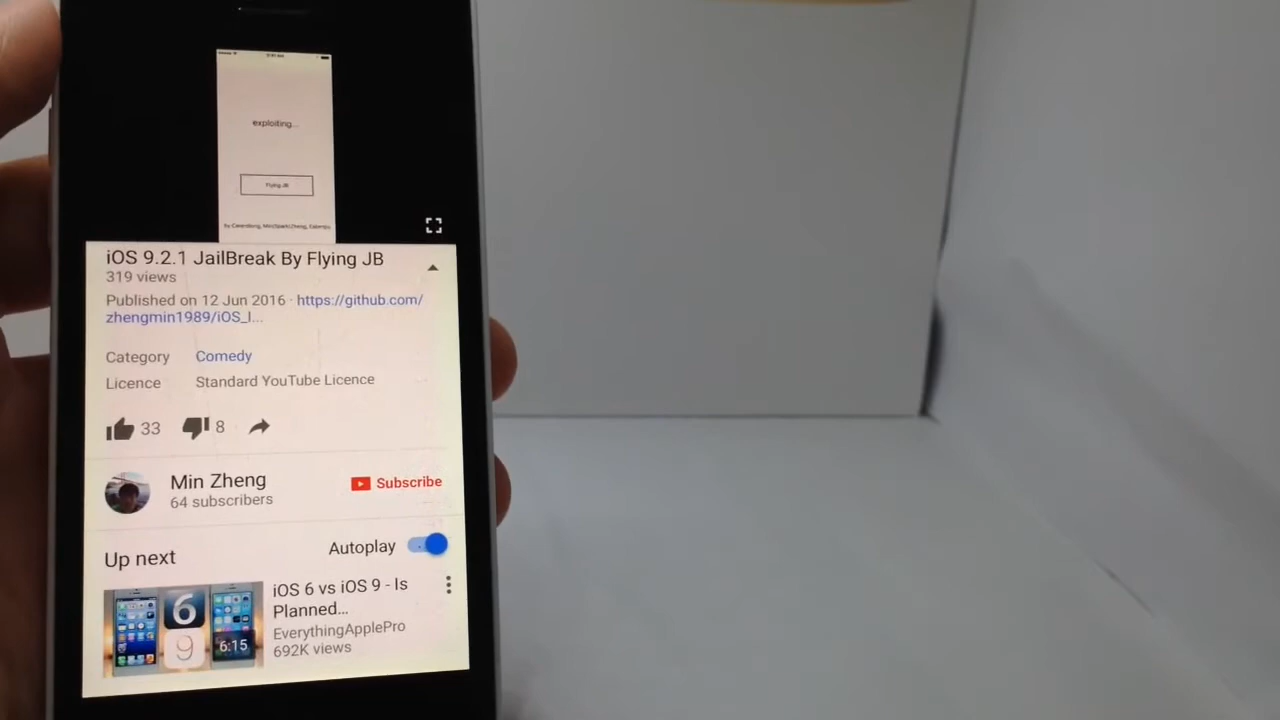 exploiting...
Flying JB
iOS 9.2.1 JailBreak By Flying JB
319 views
Published on 12 Jun 2016 · https://github.com/
zhengmin1989/iOS_I...
Category Comedy
Licence Standard YouTube Licence
33 8
Min Zheng Subscribe
64 subscribers
Up next Autoplay
iOS 6 vs iOS 9 - Is
Planned...
EverythingApplePro
692K views
6
9
6:15